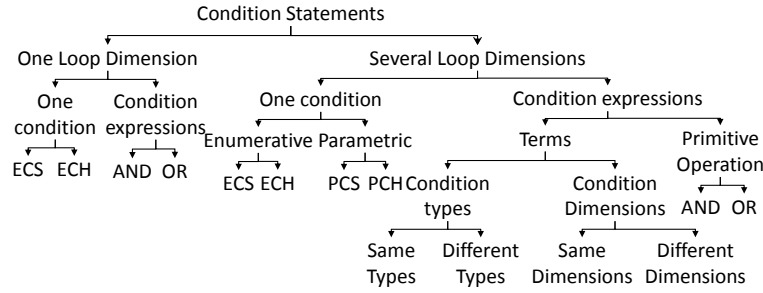 Condition Statements
One Loop Dimension Several Loop Dimensions
One Condition One condition Condition expressions
condition expressions Enumerative Parametric Terms Primitive
ECS ECH AND OR ECS ECH PCS PCH Condition Condition Operation
types Dimensions AND OR
Same Different Same Different
Types Types Dimensions Dimensions